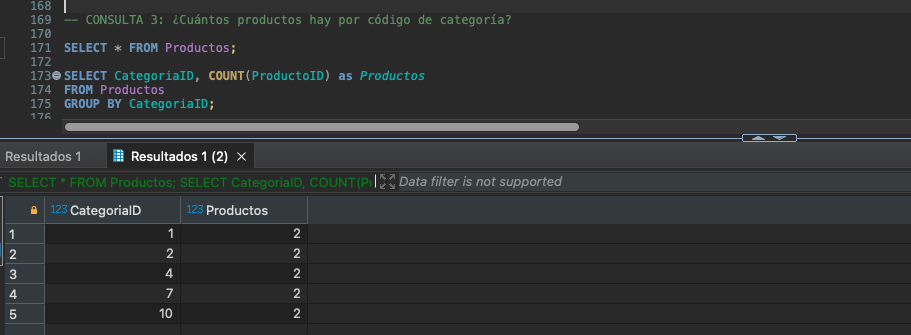 168
169 -- CONSULTA 3: ¿Cuántos productos hay por código de categoría?
170
171 SELECT * FROM Productos;
172
173 SELECT CategoriaID, COUNT(ProductoID) as Productos
174 FROM Productos
175 GROUP BY CategoriaID;
176
Resultados 1 Resultados 1 (2) ×
SELECT * FROM Productos; SELECT CategoriaID, COUNT(P Data filter is not supported
123 CategoriaID 123 Productos
1 1 2
2 2 2
3 4 2
4 7 2
5 10 2